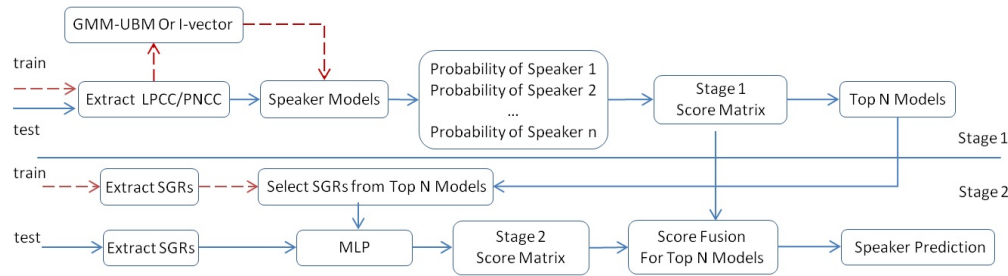 GMM-UBM Or I-vector
train
Extract LPCC/PNCC
test
Speaker Models
Probability of Speaker 1
Probability of Speaker 2
...
Probability of Speaker n
Stage 1
Score Matrix
Top N Models
Stage 1
train
Extract SGRs
Select SGRs from Top N Models
Stage 2
test
Extract SGRs
MLP
Stage 2
Score Matrix
Score Fusion
For Top N Models
Speaker Prediction